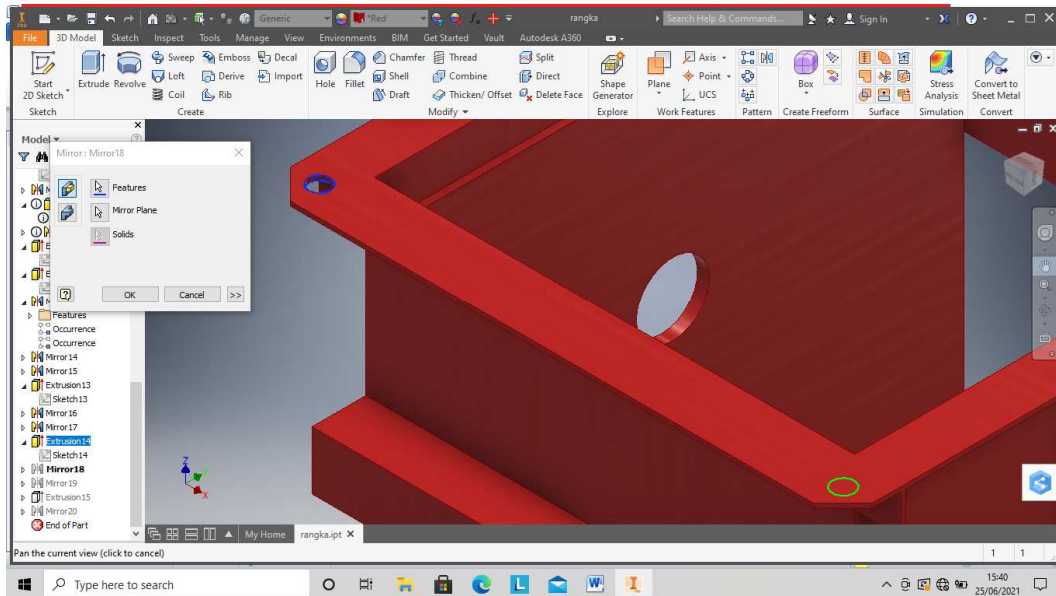 PRO
Generic
*Red
rangka
Search Help & Commands...
Sign In
File 3D Model Sketch Inspect Tools Manage View Environments BIM Get Started Vault Autodesk A360
Start 2D Sketch
Extrude Revolve
Sweep Emboss Decal
Loft Derive Import
Coil Rib
Hole Fillet
Chamfer Thread Split
Shell Combine Direct
Draft Thicken/ Offset Delete Face
Shape Generator
Plane
Axis
Point
UCS
Box
Stress Analysis
Convert to Sheet Metal
Sketch Create Modify Explore Work Features Pattern Create Freeform Surface Simulation Convert
Model
Mirror : Mirror18
Features
Mirror Plane
Solids
OK Cancel >>
Features
Occurrence
Occurrence
Mirror14
Mirror15
Extrusion13
Sketch13
Mirror16
Mirror17
Extrusion14
Sketch14
Mirror18
Mirror19
Extrusion15
Mirror20
End of Part
Z
X
My Home rangka.ipt
Pan the current view (click to cancel)
1 1
Type here to search
15:40
25/06/2021